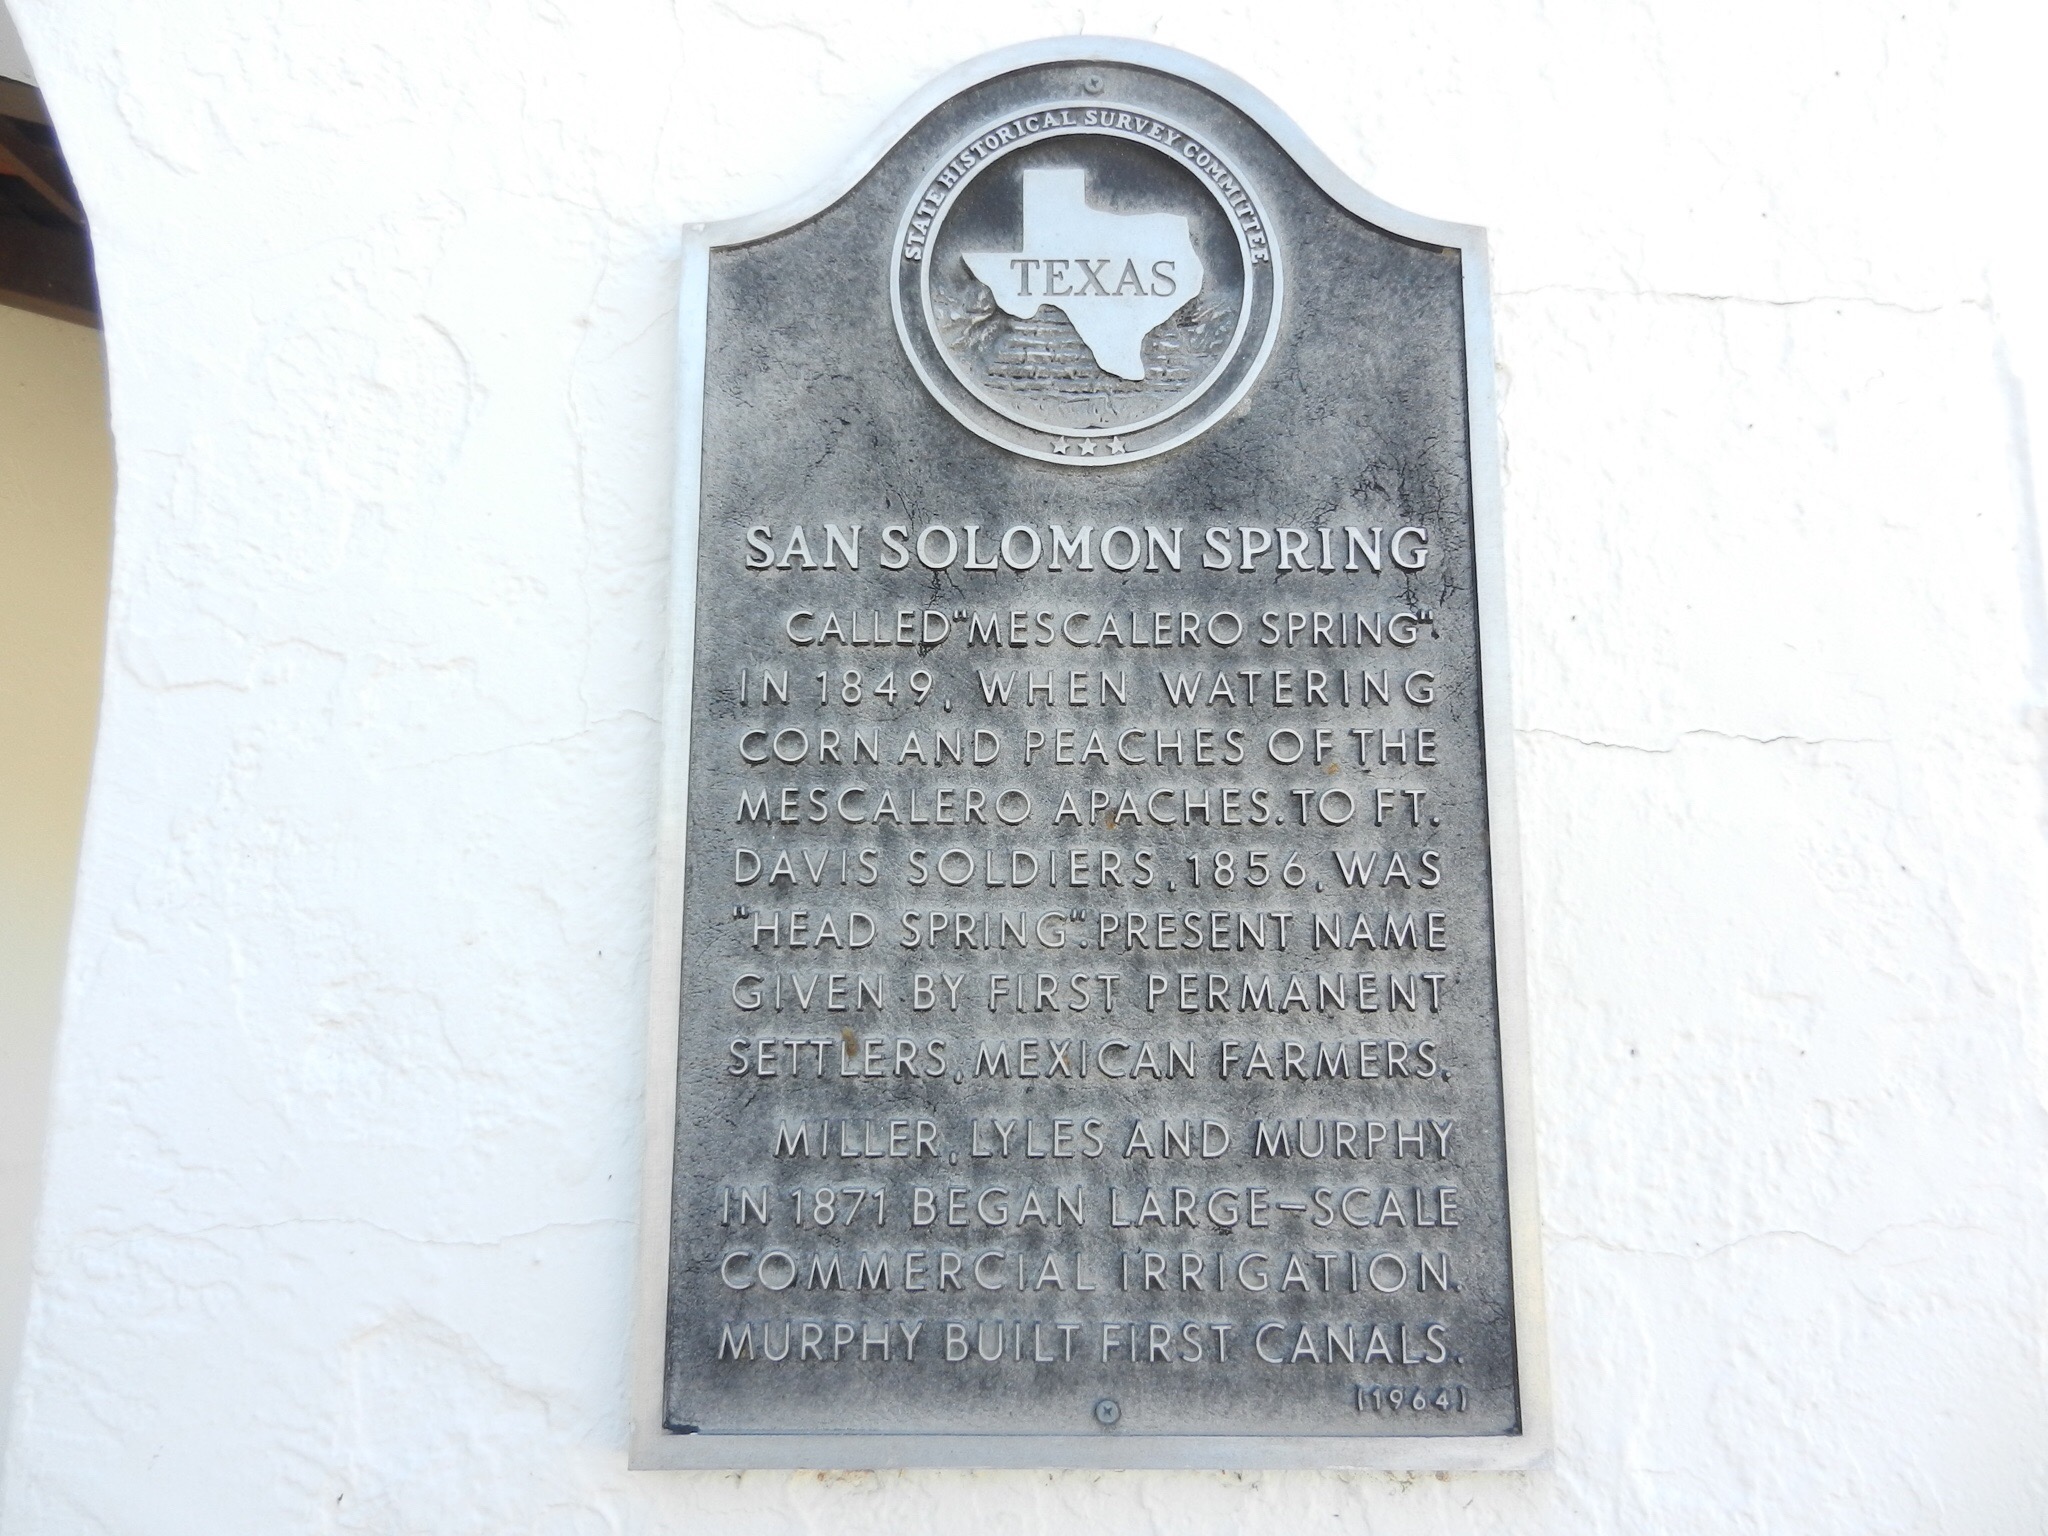 STATE HISTORICAL SURVEY COMMITTEE
TEXAS
SAN SOLOMON SPRING
CALLED "MESCALERO SPRING".
IN 1849, WHEN WATERING
CORN AND PEACHES OF THE
MESCALERO APACHES. TO FT.
DAVIS SOLDIERS, 1856, WAS
"HEAD SPRING". PRESENT NAME
GIVEN BY FIRST PERMANENT
SETTLERS, MEXICAN FARMERS.
MILLER, LYLES AND MURPHY
IN 1871 BEGAN LARGE-SCALE
COMMERCIAL IRRIGATION.
MURPHY BUILT FIRST CANALS.
(1964)